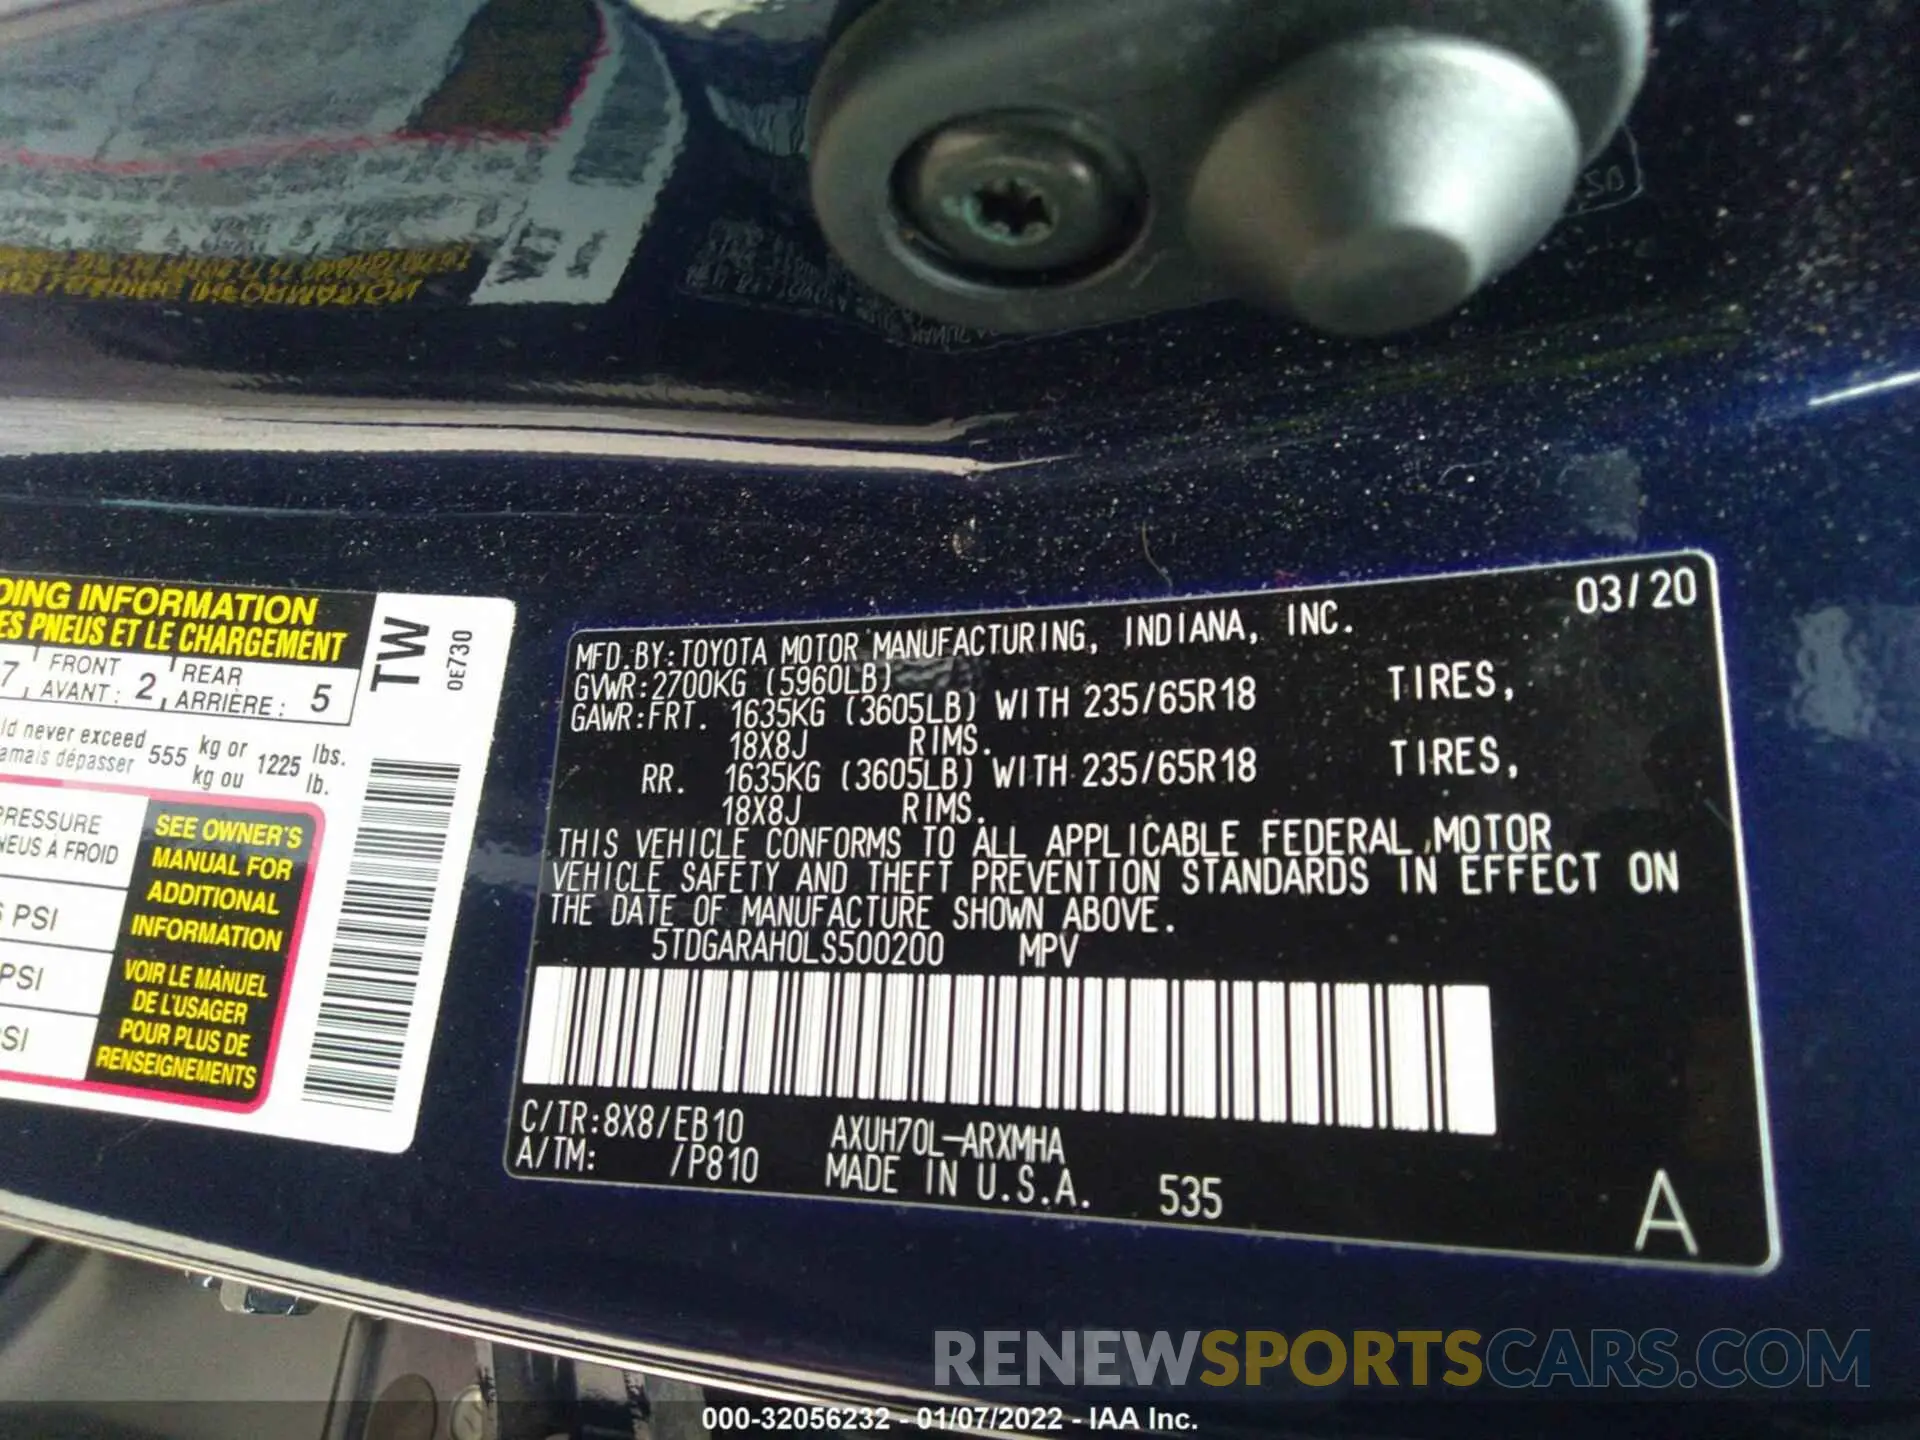 DING INFORMATION
ES PNEUS ET LE CHARGEMENT
7, FRONT 2, REAR 5
AVANT: ARRIÈRE:
ld never exceed 555 kg or 1225 lbs.
amais dépasser kg ou lb.
PRESSURE
NEUS À FROID
PSI
PSI
SI
SEE OWNER'S
MANUAL FOR
ADDITIONAL
INFORMATION
VOIR LE MANUEL
DE L'USAGER
POUR PLUS DE
RENSEIGNEMENTS
TW
0E730
03/20
MFD.BY:TOYOTA MOTOR MANUFACTURING, INDIANA, INC.
GVWR:2700KG (5960LB)
GAWR:FRT. 1635KG (3605LB) WITH 235/65R18 TIRES,
18X8J RIMS.
RR. 1635KG (3605LB) WITH 235/65R18 TIRES,
18X8J RIMS.
THIS VEHICLE CONFORMS TO ALL APPLICABLE FEDERAL MOTOR
VEHICLE SAFETY AND THEFT PREVENTION STANDARDS IN EFFECT ON
THE DATE OF MANUFACTURE SHOWN ABOVE.
5TDGARAH0LS500200 MPV
C/TR:8X8/EB10 AXUH70L-ARXMHA
A/TM: /P810 MADE IN U.S.A. 535
A
RENEWSPORTSCARS.COM
000-32056232 - 01/07/2022 - IAA Inc.